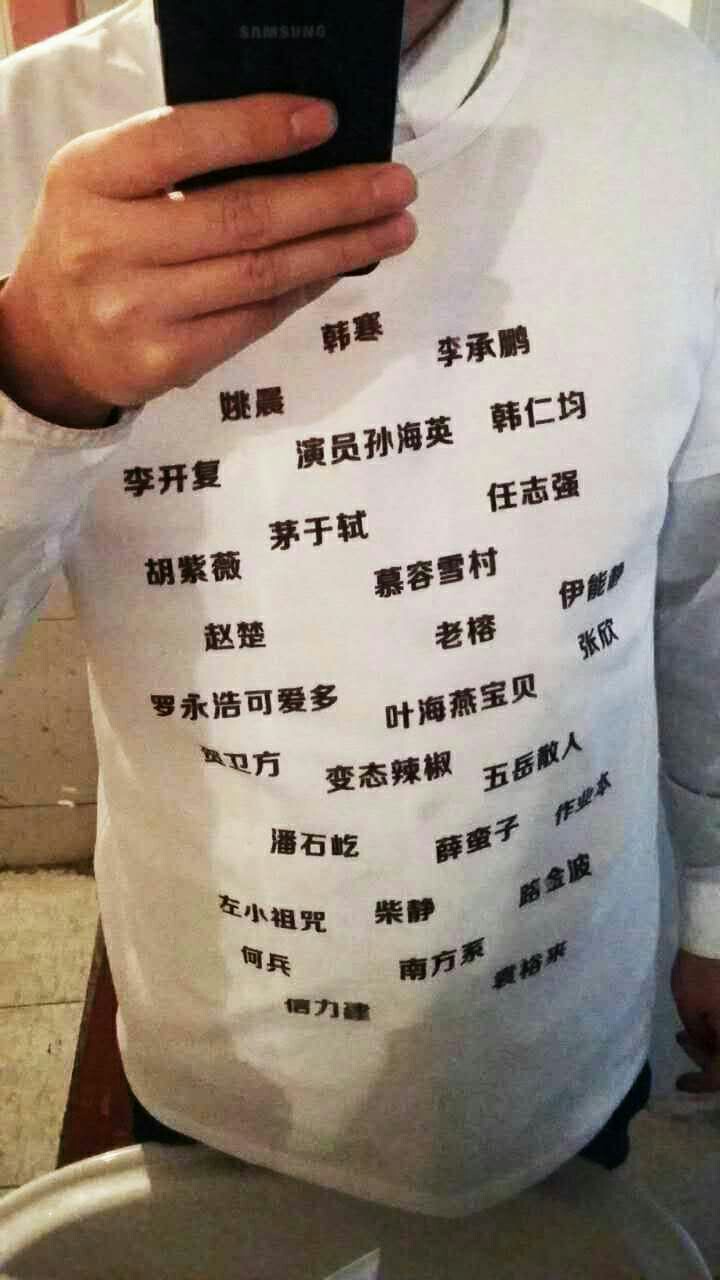 SAMSUNG
韩寒
李承鹏
姚晨
演员孙海英
韩仁均
李开复
任志强
茅于轼
胡紫薇
慕容雪村
伊能静
赵楚
老榕
张欣
罗永浩可爱多
叶海燕宝贝
贺卫方
变态辣椒
五岳散人
作业本
潘石屹
薛蛮子
左小祖咒
柴静
路金波
何兵
南方系
袁裕来
信力建